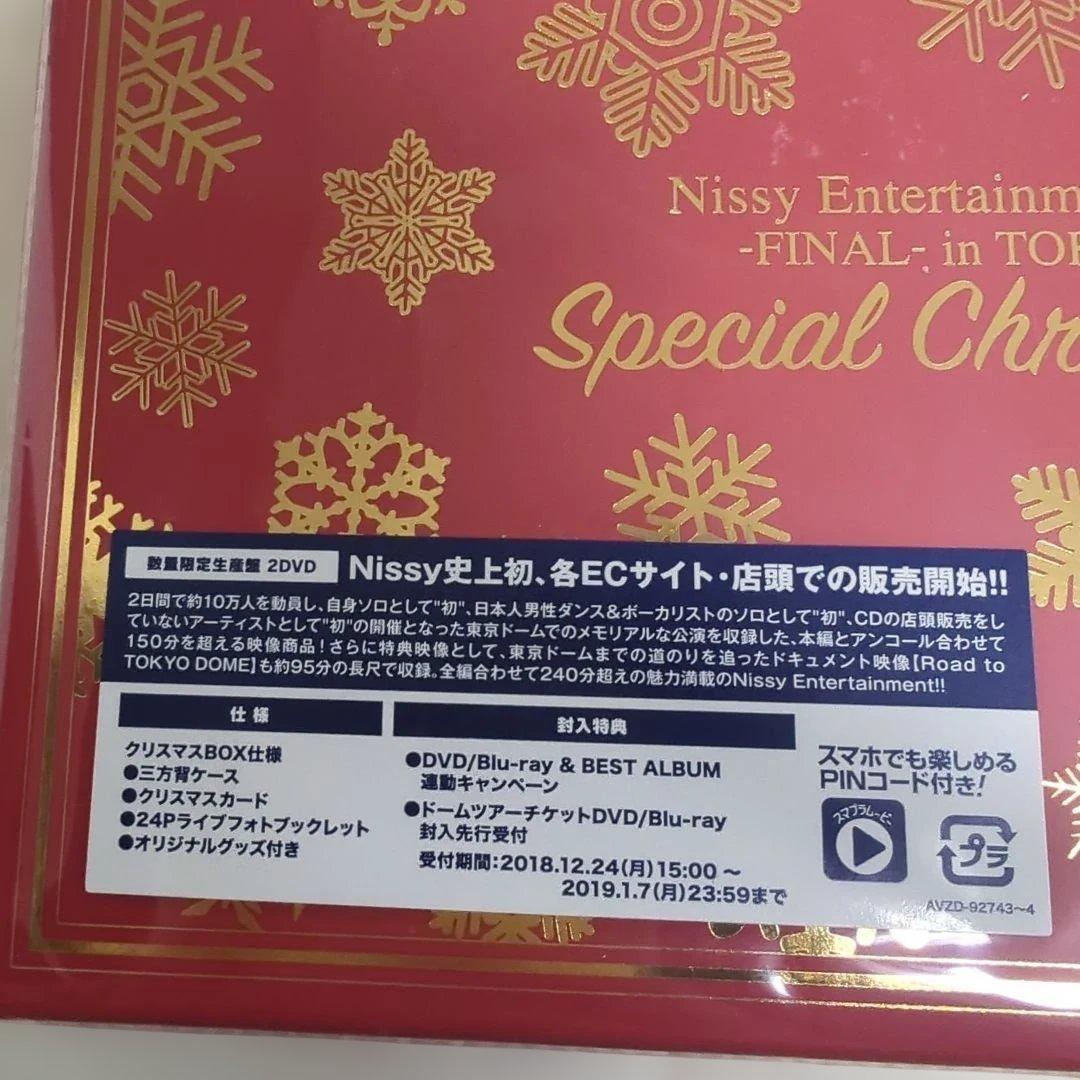 Nissy Entertainm
-FINAL- in TO
Special Chr
数量限定生産盤 2DVD
Nissy史上初、各ECサイト・店頭での販売開始!!
2日間で約10万人を動員し、自身ソロとして"初"、日本人男性ダンス&ボーカリストのソロとして"初"、CDの店頭販売をし
ていないアーティストとして"初"の開催となった東京ドームでのメモリアルな公演を収録した、本編とアンコール合わせて
150分を超える映像商品!さらに特典映像として、東京ドームまでの道のりを追ったドキュメント映像【Road to
TOKYO DOME】も約95分の長尺で収録。全編合わせて240分超えの魅力満載のNissy Entertainment!!
仕様
クリスマスBOX仕様
●三方背ケース
●クリスマスカード
●24Pライブフォトブックレット
●オリジナルグッズ付き
封入特典
●DVD/Blu-ray & BEST ALBUM
連動キャンペーン
●ドームツアーチケットDVD/Blu-ray
封入先行受付
受付期間:2018.12.24(月)15:00～
2019.1.7(月)23:59まで
スマホでも楽しめる
PINコード付き!
スマプラムービー
プラ
AVZD-92743~4